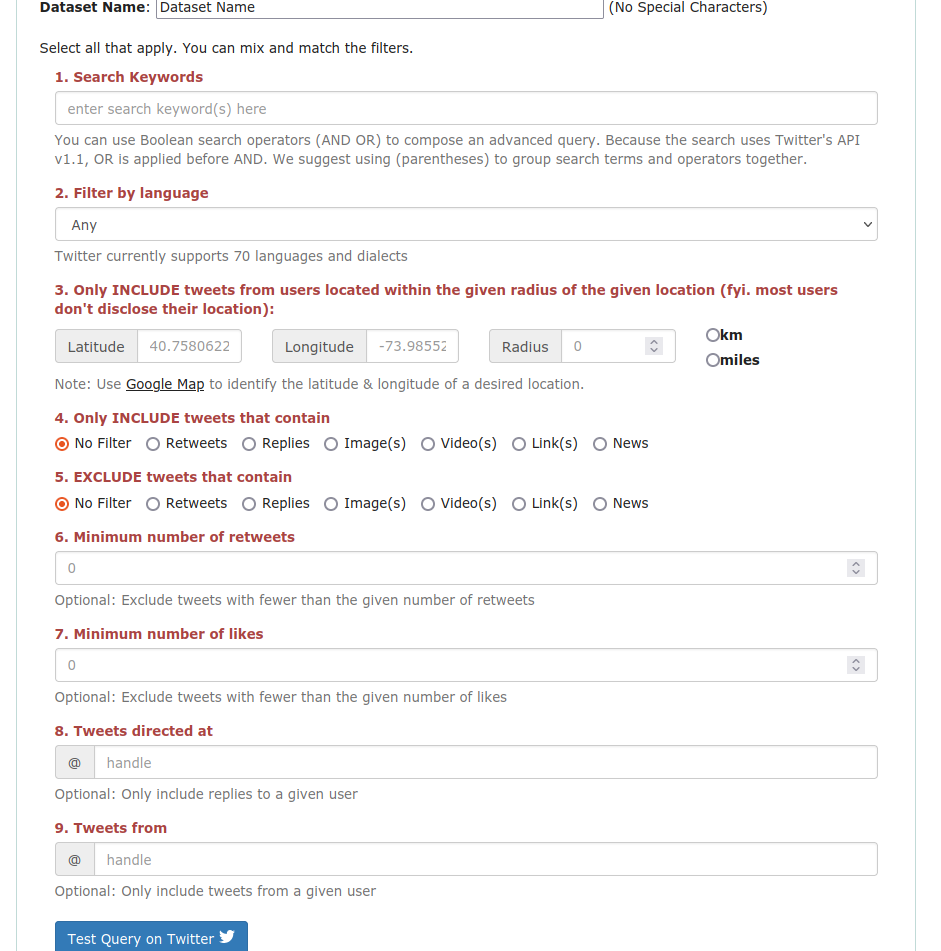 Dataset Name: Dataset Name (No Special Characters)
Select all that apply. You can mix and match the filters.
1. Search Keywords
enter search keyword(s) here
You can use Boolean search operators (AND OR) to compose an advanced query. Because the search uses Twitter's API
v1.1, OR is applied before AND. We suggest using (parentheses) to group search terms and operators together.
2. Filter by language
Any
Twitter currently supports 70 languages and dialects
3. Only INCLUDE tweets from users located within the given radius of the given location (fyi. most users
don't disclose their location):
Latitude 40.7580622 Longitude -73.98552 Radius 0 km
miles
Note: Use Google Map to identify the latitude & longitude of a desired location.
4. Only INCLUDE tweets that contain
No Filter Retweets Replies Image(s) Video(s) Link(s) News
5. EXCLUDE tweets that contain
No Filter Retweets Replies Image(s) Video(s) Link(s) News
6. Minimum number of retweets
0
Optional: Exclude tweets with fewer than the given number of retweets
7. Minimum number of likes
0
Optional: Exclude tweets with fewer than the given number of likes
8. Tweets directed at
@ handle
Optional: Only include replies to a given user
9. Tweets from
@ handle
Optional: Only include tweets from a given user
Test Query on Twitter